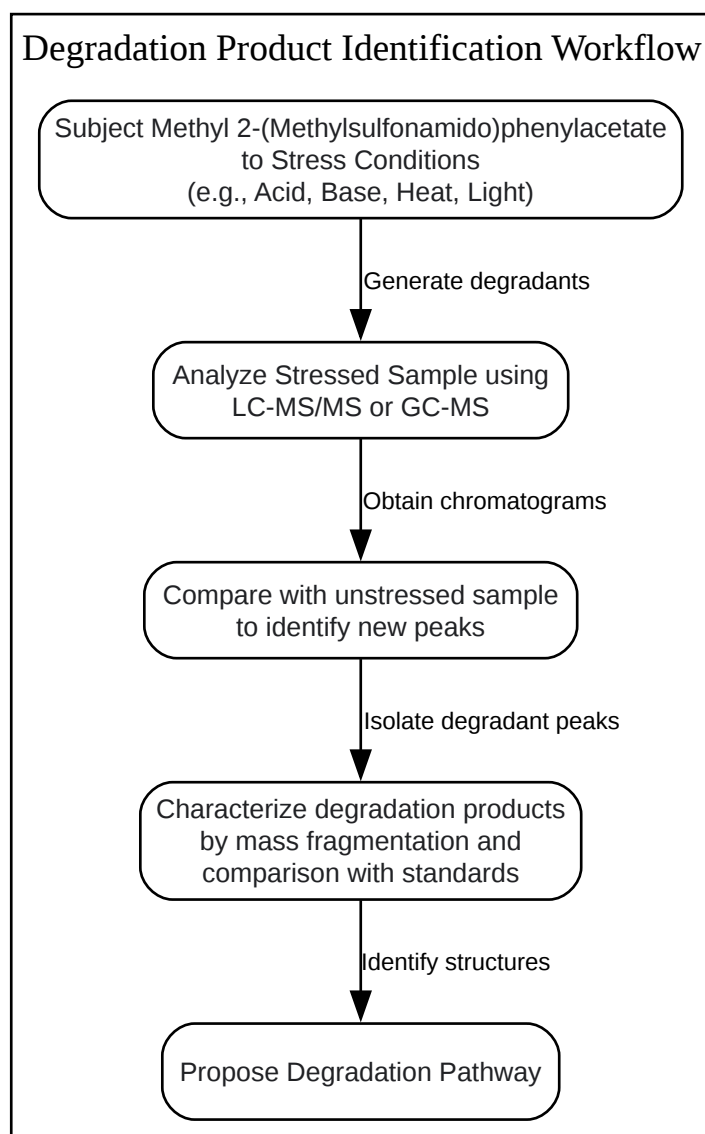 Degradation Product Identification Workflow
Subject Methyl 2-(Methylsulfonamido)phenylacetate
to Stress Conditions
(e.g., Acid, Base, Heat, Light)
Generate degradants
Analyze Stressed Sample using
LC-MS/MS or GC-MS
Obtain chromatograms
Compare with unstressed sample
to identify new peaks
Isolate degradant peaks
Characterize degradation products
by mass fragmentation and
comparison with standards
Identify structures
Propose Degradation Pathway